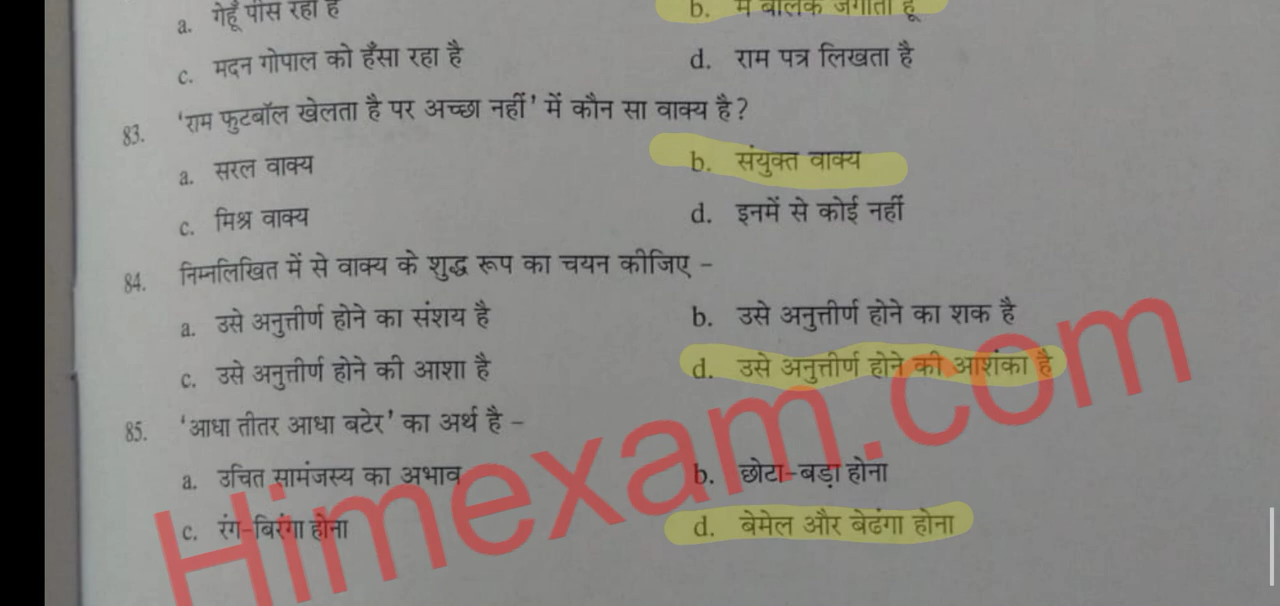 a. गेहूँ पीस रहा है
b. मैं बालक जगाता हूँ
c. मदन गोपाल को हँसा रहा है
d. राम पत्र लिखता है
83. 'राम फुटबॉल खेलता है पर अच्छा नहीं' में कौन सा वाक्य है?
a. सरल वाक्य
b. संयुक्त वाक्य
c. मिश्र वाक्य
d. इनमें से कोई नहीं
84. निम्नलिखित में से वाक्य के शुद्ध रूप का चयन कीजिए –
a. उसे अनुत्तीर्ण होने का संशय है
b. उसे अनुत्तीर्ण होने का शक है
c. उसे अनुत्तीर्ण होने की आशा है
d. उसे अनुत्तीर्ण होने की आशंका है
85. 'आधा तीतर आधा बटेर' का अर्थ है –
a. उचित सामंजस्य का अभाव
b. छोटा-बड़ा होना
c. रंग-बिरंगा होना
d. बेमेल और बेढंगा होना
Himexam.com